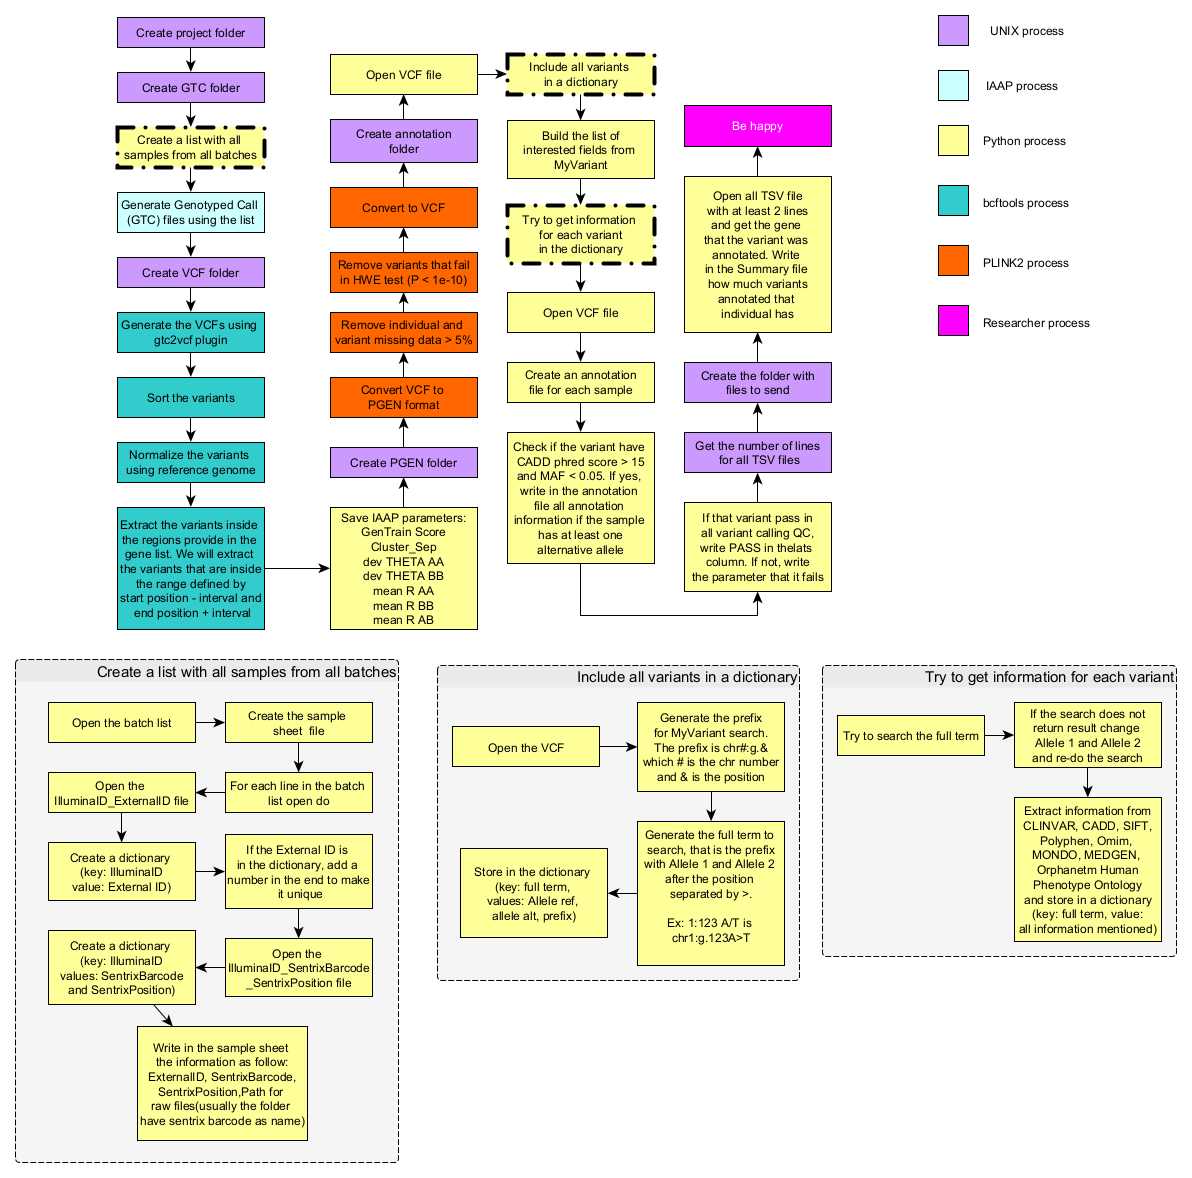 Create project folder
Create GTC folder
Create a list with all
samples from all batches
Generate Genotyped Call
(GTC) files using the list
Create VCF folder
Generate the VCFs using
gtc2vcf plugin
Sort the variants
Normalize the variants
using reference genome
Extract the variants inside
the regions provide in the
gene list. We will extract
the variants that are inside
the range defined by
start position - interval and
end position + interval
Open VCF file
Create annotation
folder
Convert to VCF
Remove variants that fail
in HWE test (P < 1e-10)
Remove individual and
variant missing data > 5%
Convert VCF to
PGEN format
Create PGEN folder
Save IAAP parameters:
GenTrain Score
Cluster_Sep
dev THETA AA
dev THETA BB
mean R AA
mean R BB
mean R AB
Include all variants
in a dictionary
Build the list of
interested fields from
MyVariant
Try to get information
for each variant
in the dictionary
Open VCF file
Create an annotation
file for each sample
Check if the variant have
CADD phred score > 15
and MAF < 0.05. If yes,
write in the annotation
file all annotation
information if the sample
has at least one
alternative allele
Be happy
Open all TSV file
with at least 2 lines
and get the gene
that the variant was
annotated. Write
in the Summary file
how much variants
annotated that
individual has
Create the folder with
files to send
Get the number of lines
for all TSV files
If that variant pass in
all variant calling QC,
write PASS in thelats
column. If not, write
the parameter that it fails
UNIX process
IAAP process
Python process
bcftools process
PLINK2 process
Researcher process
Create a list with all samples from all batches
Open the batch list
Create the sample
sheet  file
Open the
IlluminaID_ExternalID file
For each line in the batch
list open do
Create a dictionary
(key: IlluminaID
value: External ID)
If the External ID is
in the dictionary, add a
number in the end to make
it unique
Create a dictionary
(key: IlluminaID
values: SentrixBarcode
and SentrixPosition)
Open the
IlluminaID_SentrixBarcode
_SentrixPosition file
Write in the sample sheet
the information as follow:
ExternalID, SentrixBarcode,
SentrixPosition,Path for
raw files(usually the folder
have sentrix barcode as name)
Include all variants in a dictionary
Open the VCF
Generate the prefix
for MyVariant search.
The prefix is chr#:g.&
which # is the chr number
and & is the position
Generate the full term to
search, that is the prefix
with Allele 1 and Allele 2
after the position
separated by >.
Ex: 1:123 A/T is
chr1:g.123A>T
Store in the dictionary
(key: full term,
values: Allele ref,
allele alt, prefix)
Try to get information for each variant
Try to search the full term
If the search does not
return result change
Allele 1 and Allele 2
and re-do the search
Extract information from
CLINVAR, CADD, SIFT,
Polyphen, Omim,
MONDO, MEDGEN,
Orphanetm Human
Phenotype Ontology
and store in a dictionary
(key: full term, value:
all information mentioned)